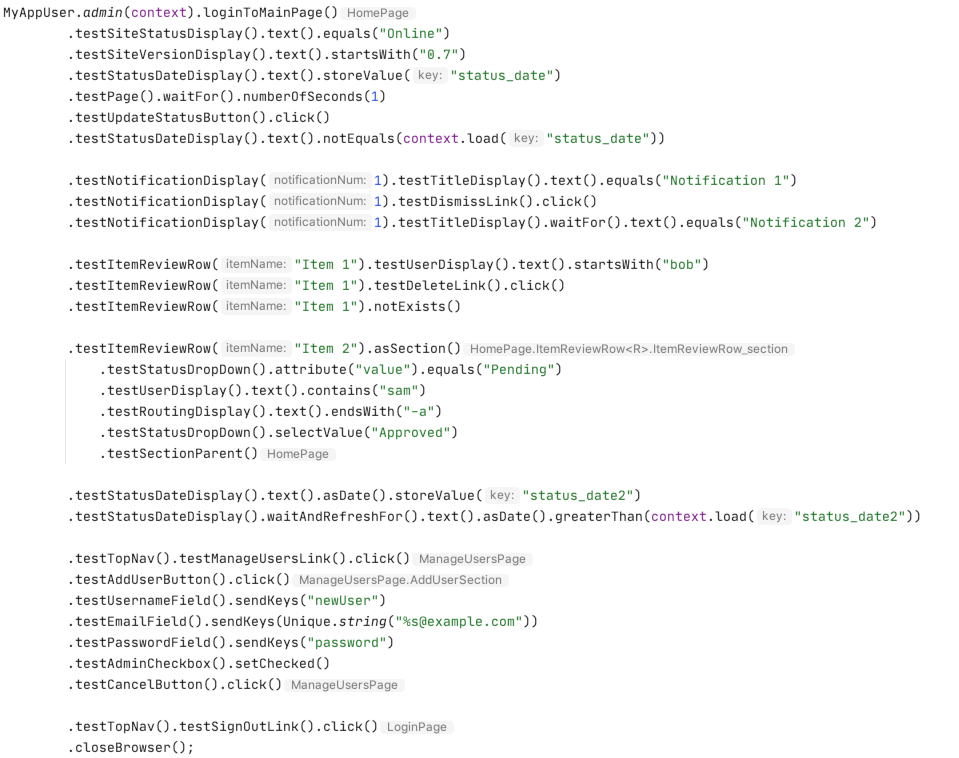 MyAppUser.admin(context).loginToMainPage() HomePage
.testSiteStatusDisplay().text().equals("Online")
.testSiteVersionDisplay().text().startsWith("0.7")
.testStatusDateDisplay().text().storeValue( key: "status_date")
.testPage().waitFor().numberOfSeconds(1)
.testUpdateStatusButton().click()
.testStatusDateDisplay().text().notEquals(context.load( key: "status_date"))

.testNotificationDisplay( notificationNum: 1).testTitleDisplay().text().equals("Notification 1")
.testNotificationDisplay( notificationNum: 1).testDismissLink().click()
.testNotificationDisplay( notificationNum: 1).testTitleDisplay().waitFor().text().equals("Notification 2")

.testItemReviewRow( itemName: "Item 1").testUserDisplay().text().startsWith("bob")
.testItemReviewRow( itemName: "Item 1").testDeleteLink().click()
.testItemReviewRow( itemName: "Item 1").notExists()

.testItemReviewRow( itemName: "Item 2").asSection() HomePage.ItemReviewRow<R>.ItemReviewRow_section
.testStatusDropDown().attribute("value").equals("Pending")
.testUserDisplay().text().contains("sam")
.testRoutingDisplay().text().endsWith("-a")
.testStatusDropDown().selectValue("Approved")
.testSectionParent() HomePage

.testStatusDateDisplay().text().asDate().storeValue( key: "status_date2")
.testStatusDateDisplay().waitAndRefreshFor().text().asDate().greaterThan(context.load( key: "status_date2"))

.testTopNav().testManageUsersLink().click() ManageUsersPage
.testAddUserButton().click() ManageUsersPage.AddUserSection
.testUsernameField().sendKeys("newUser")
.testEmailField().sendKeys(Unique.string("%s@example.com"))
.testPasswordField().sendKeys("password")
.testAdminCheckbox().setChecked()
.testCancelButton().click() ManageUsersPage

.testTopNav().testSignOutLink().click() LoginPage
.closeBrowser();